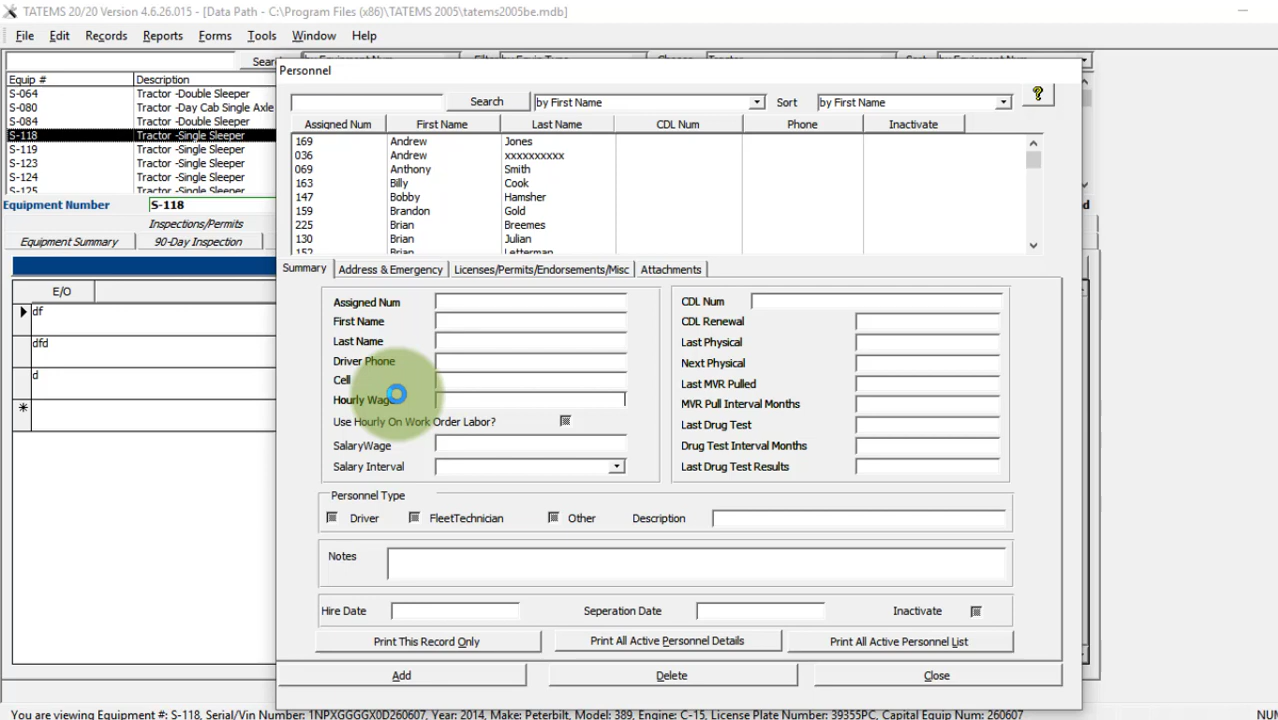 TATEMS 20/20 Version 4.6.26.015 - [Data Path - C:\Program Files (x86)\TATEMS 2005\tatems2005be.mdb]
File Edit Records Reports Forms Tools Window Help
Equip # Description
S-064 Tractor -Double Sleeper
S-080 Tractor -Day Cab Single Axle
S-084 Tractor -Double Sleeper
S-118 Tractor -Single Sleeper
S-119 Tractor -Single Sleeper
S-123 Tractor -Single Sleeper
S-124 Tractor -Single Sleeper
S-125 Tractor -Single Sleeper
Equipment Number S-118
Inspections/Permits
Equipment Summary 90-Day Inspection
E/O
df
dfd
d
Personnel
Search by First Name Sort by First Name ?
Assigned Num First Name Last Name CDL Num Phone Inactivate
169 Andrew Jones
036 Andrew xxxxxxxxxx
069 Anthony Smith
163 Billy Cook
147 Bobby Hamsher
159 Brandon Gold
225 Brian Breemes
130 Brian Julian
152 Brian Letterman
Summary Address & Emergency Licenses/Permits/Endorsements/Misc Attachments
Assigned Num
First Name
Last Name
Driver Phone
Cell
Hourly Wage
Use Hourly On Work Order Labor?
SalaryWage
Salary Interval
CDL Num
CDL Renewal
Last Physical
Next Physical
Last MVR Pulled
MVR Pull Interval Months
Last Drug Test
Drug Test Interval Months
Last Drug Test Results
Personnel Type
Driver FleetTechnician Other Description
Notes
Hire Date Seperation Date Inactivate
Print This Record Only Print All Active Personnel Details Print All Active Personnel List
Add Delete Close
You are viewing Equipment #: S-118, Serial/Vin Number: 1NPXGGGGX0D260607, Year: 2014, Make: Peterbilt, Model: 389, Engine: C-15, License Plate Number: 39355PC, Capital Equip Num: 260607